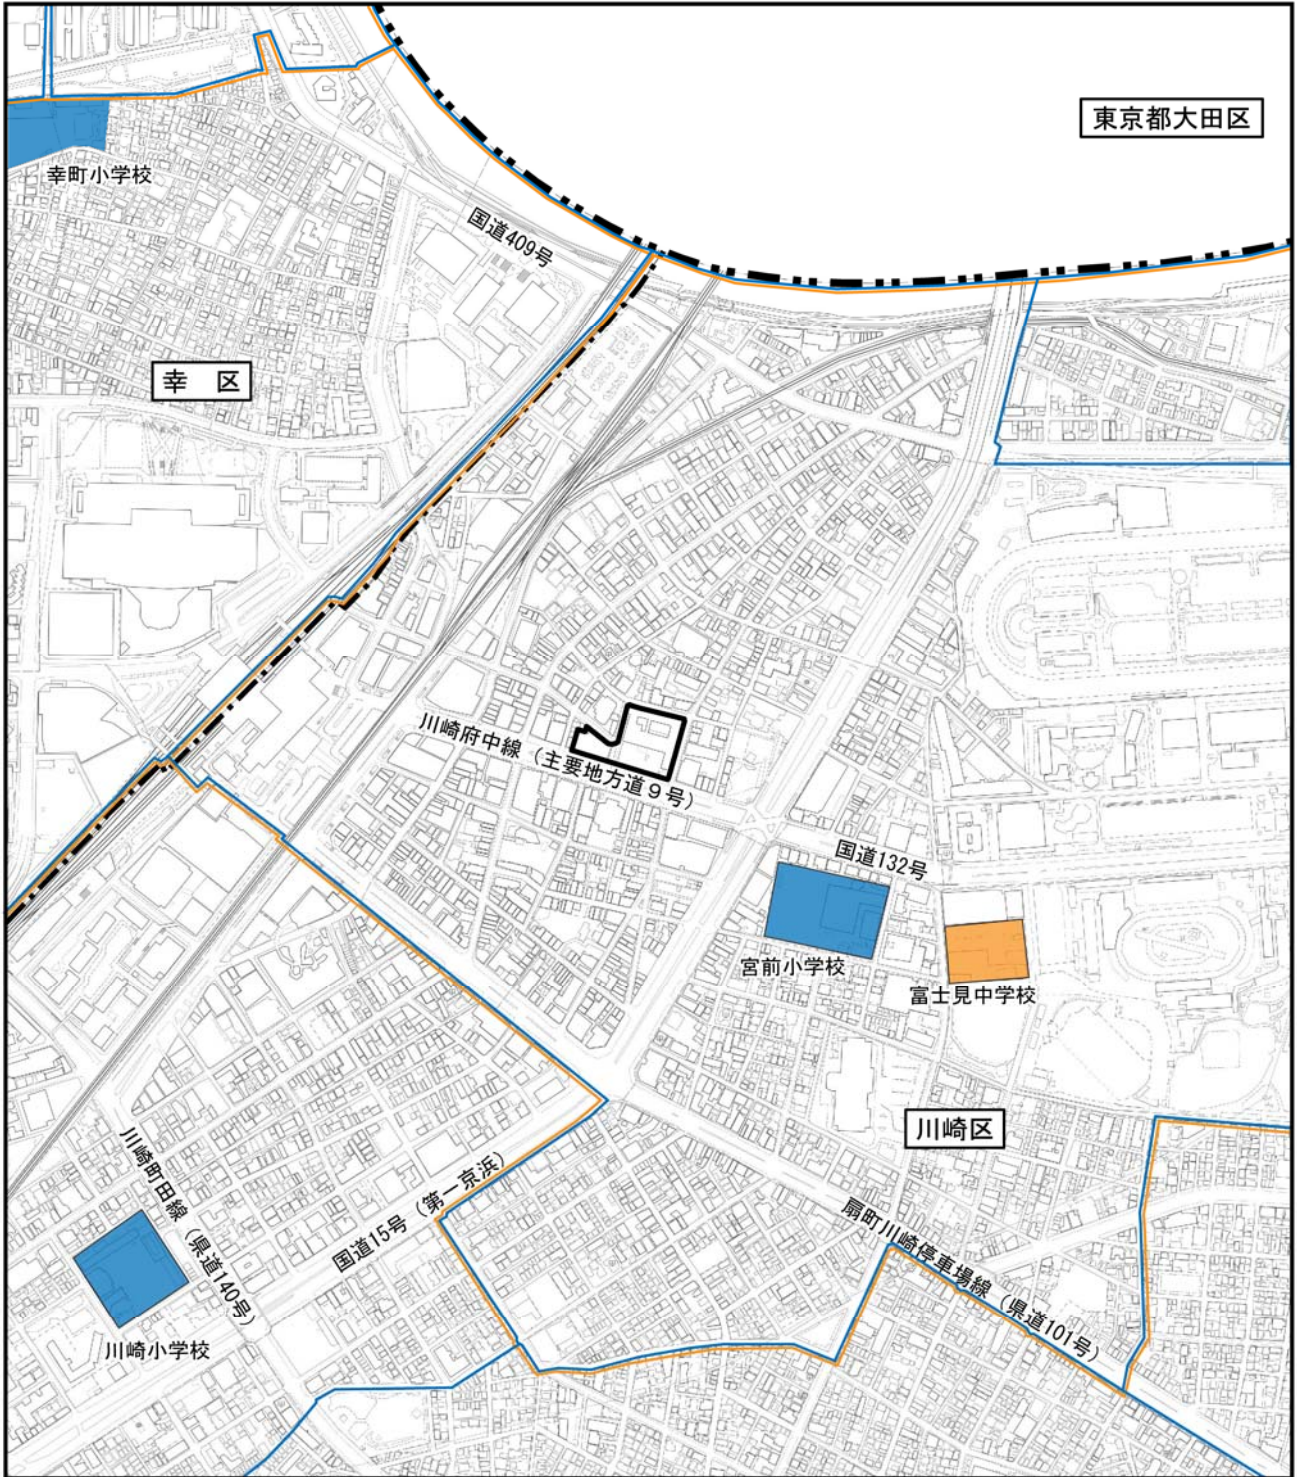 東京都大田区
幸町小学校
国道409号
幸　区
川崎府中線（主要地方道９号）
国道132号
宮前小学校
富士見中学校
川崎区
川崎町田線（県道140号）
国道15号（第一京浜）
扇町川崎停車場線（県道101号）
川崎小学校